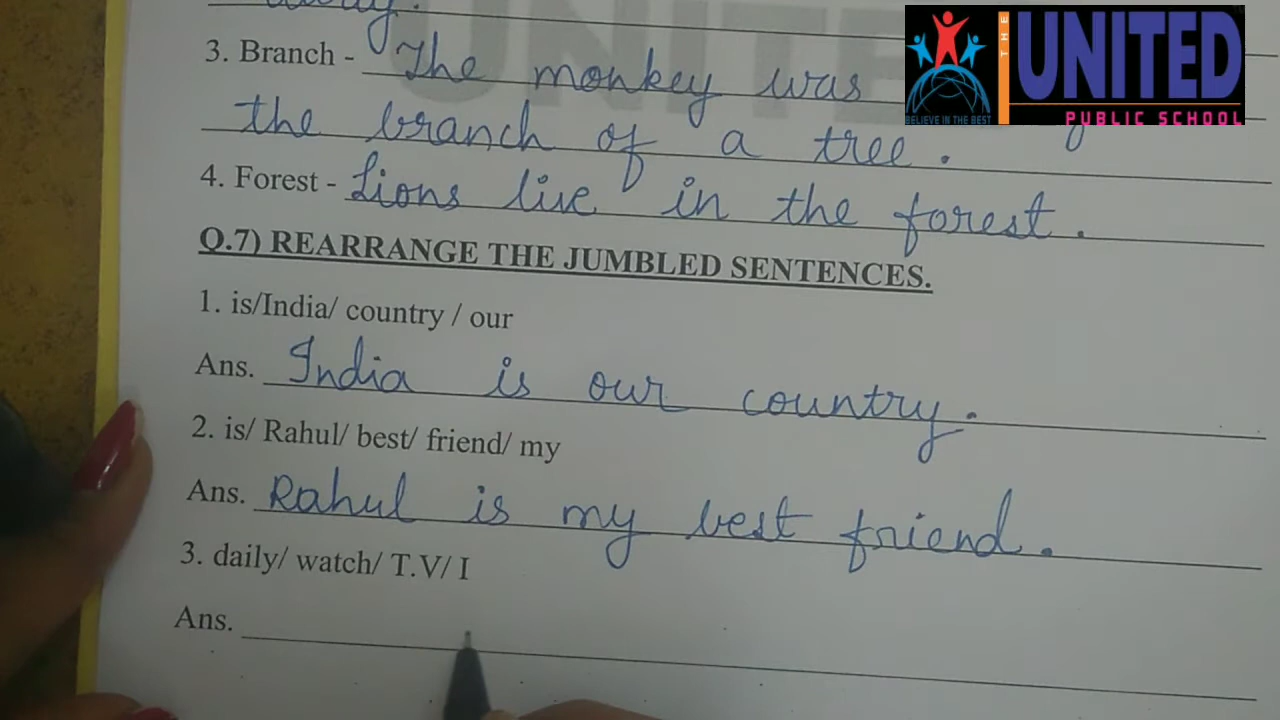 3. Branch - The monkey was
the branch of a tree.
4. Forest - Lions live in the forest.
Q.7) REARRANGE THE JUMBLED SENTENCES.
1. is/India/ country / our
Ans. India is our country.
2. is/ Rahul/ best/ friend/ my
Ans. Rahul is my best friend.
3. daily/ watch/ T.V/ I
Ans.
THE UNITED
BELIEVE IN THE BEST
PUBLIC SCHOOL